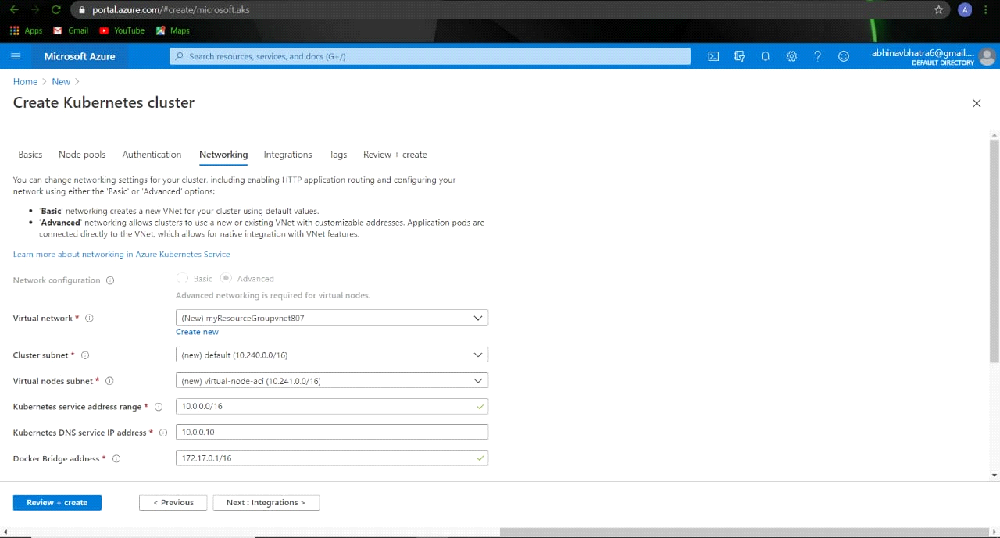 portal.azure.com/#create/microsoft.aks
A
Apps Gmail YouTube Maps
Microsoft Azure
Search resources, services, and docs (G+/)
abhinavbhatra6@gmail....
DEFAULT DIRECTORY
Home > New >
Create Kubernetes cluster
Basics Node pools Authentication Networking Integrations Tags Review + create
You can change networking settings for your cluster, including enabling HTTP application routing and configuring your
network using either the 'Basic' or 'Advanced' options:
• 'Basic' networking creates a new VNet for your cluster using default values.
• 'Advanced' networking allows clusters to use a new or existing VNet with customizable addresses. Application pods are
connected directly to the VNet, which allows for native integration with VNet features.
Learn more about networking in Azure Kubernetes Service
Network configuration Basic Advanced
Advanced networking is required for virtual nodes.
Virtual network * (New) myResourceGroupvnet807
Create new
Cluster subnet * (new) default (10.240.0.0/16)
Virtual nodes subnet * (new) virtual-node-aci (10.241.0.0/16)
Kubernetes service address range * 10.0.0.0/16
Kubernetes DNS service IP address * 10.0.0.10
Docker Bridge address * 172.17.0.1/16
Review + create < Previous Next : Integrations >